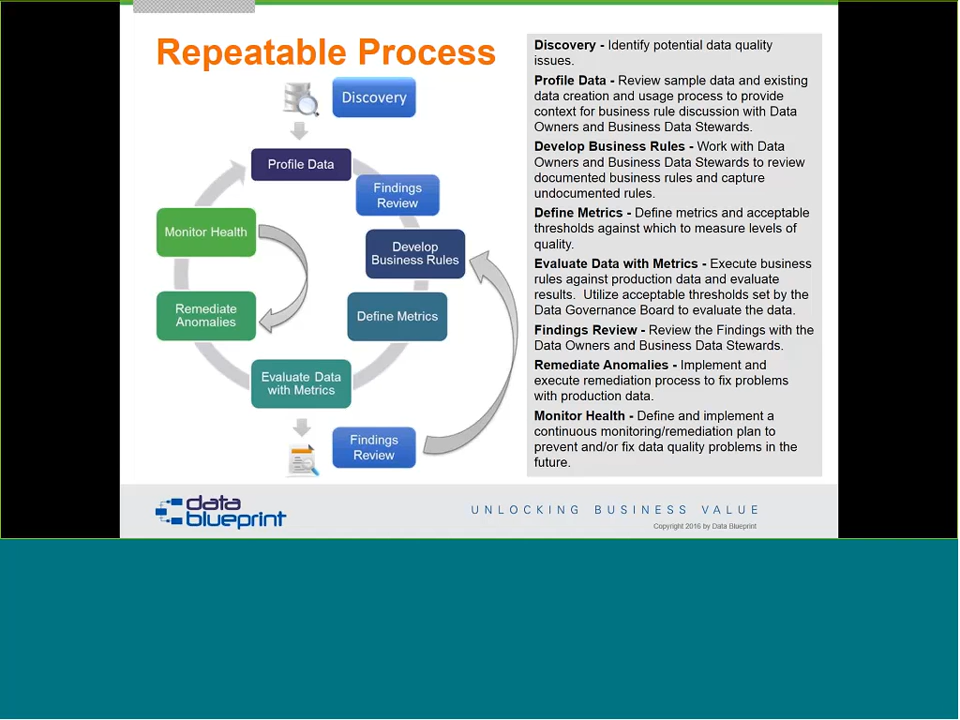 Repeatable Process
Discovery
Profile Data
Findings
Review
Develop
Business Rules
Define Metrics
Evaluate Data
with Metrics
Findings
Review
Remediate
Anomalies
Monitor Health
Discovery - Identify potential data quality
issues.
Profile Data - Review sample data and existing
data creation and usage process to provide
context for business rule discussion with Data
Owners and Business Data Stewards.
Develop Business Rules - Work with Data
Owners and Business Data Stewards to review
documented business rules and capture
undocumented rules.
Define Metrics - Define metrics and acceptable
thresholds against which to measure levels of
quality.
Evaluate Data with Metrics - Execute business
rules against production data and evaluate
results. Utilize acceptable thresholds set by the
Data Governance Board to evaluate the data.
Findings Review - Review the Findings with the
Data Owners and Business Data Stewards.
Remediate Anomalies - Implement and
execute remediation process to fix problems
with production data.
Monitor Health - Define and implement a
continuous monitoring/remediation plan to
prevent and/or fix data quality problems in the
future.
data
blueprint
UNLOCKING BUSINESS VALUE
Copyright 2016 by Data Blueprint